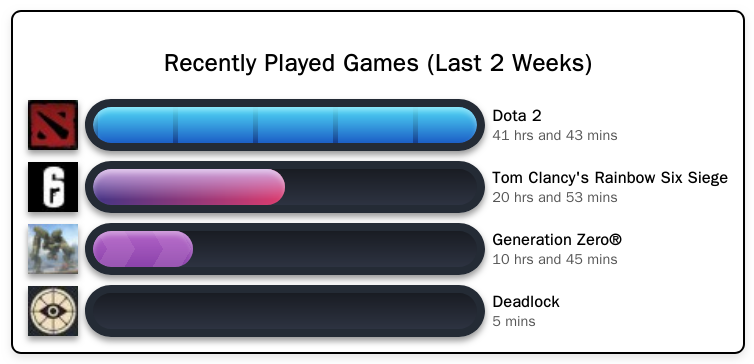 Recently Played Games (Last 2 Weeks)
Dota 2
41 hrs and 43 mins
Tom Clancy's Rainbow Six Siege
20 hrs and 53 mins
Generation Zero®
10 hrs and 45 mins
Deadlock
5 mins